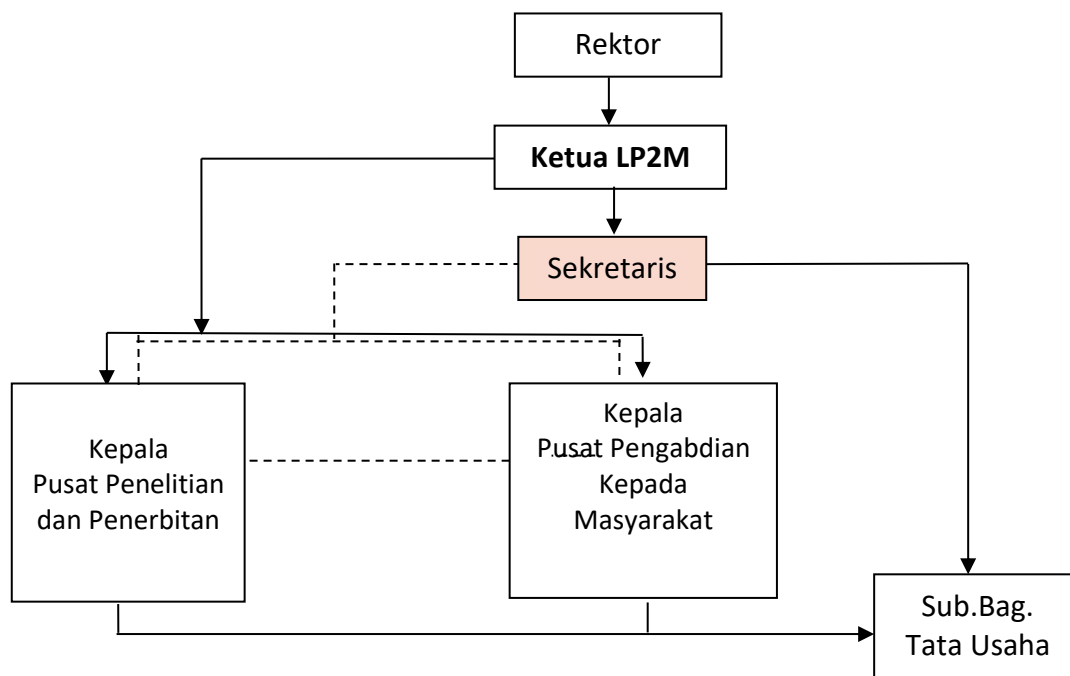 Rektor
Ketua LP2M
Sekretaris
Kepala
Pusat Penelitian
dan Penerbitan
Kepala
Pusat Pengabdian
Kepada
Masyarakat
Sub.Bag.
Tata Usaha